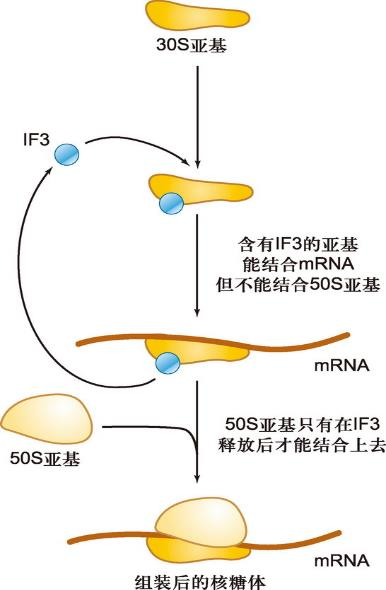 30S亚基
IF3
含有IF3的亚基
能结合mRNA
但不能结合50S亚基
mRNA
50S亚基只有在IF3
释放后才能结合上去
50S亚基
mRNA
组装后的核糖体